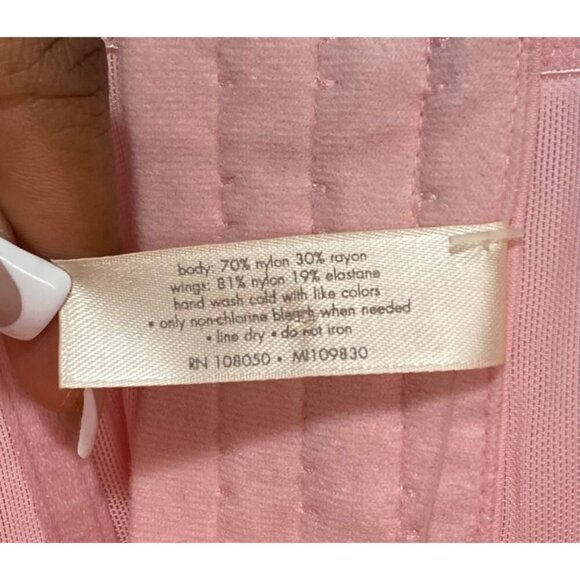 body: 70% nylon 30% rayon
wings: 81% nylon 19% elastane
hand wash cold with like colors
• only non-chlorine bleach when needed
• line dry • do not iron
RN 108050 • MI109830